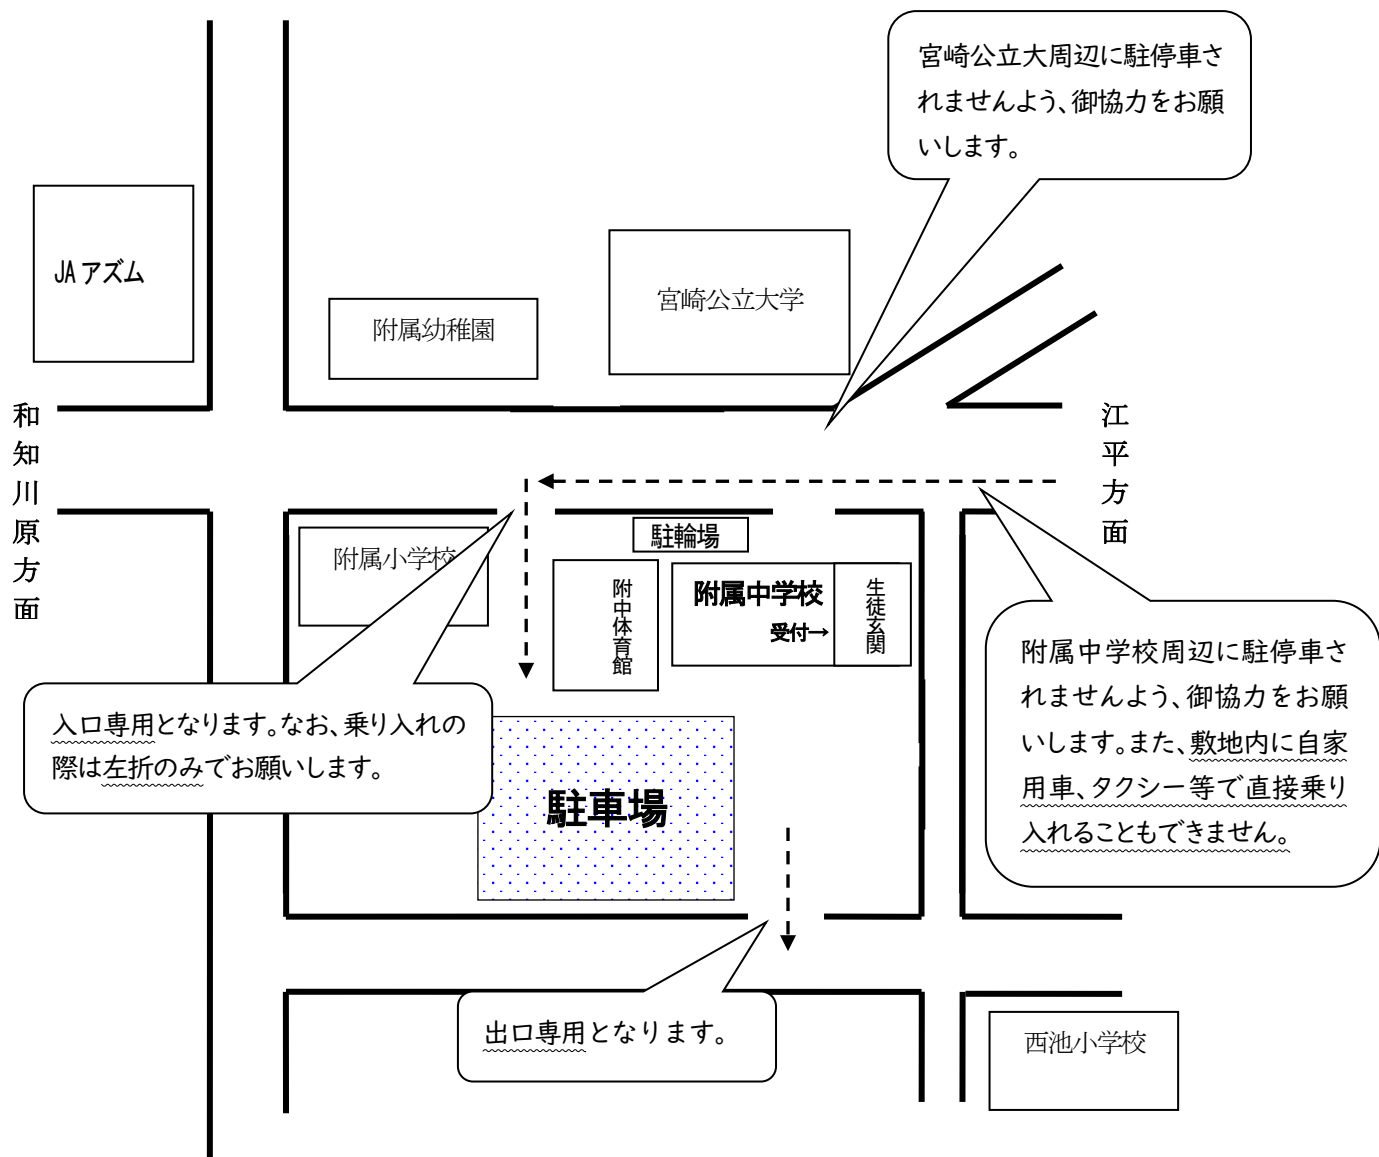 宮崎公立大周辺に駐停車さ
れませんよう、御協力をお願
いします。
JAアズム
附属幼稚園
宮崎公立大学
和知川原方面
江平方面
附属小学校
駐輪場
附中体育館
附属中学校
受付→
生徒玄関
入口専用となります。なお、乗り入れの
際は左折のみでお願いします。
附属中学校周辺に駐停車さ
れませんよう、御協力をお願
いします。また、敷地内に自家
用車、タクシー等で直接乗り
入れることもできません。
駐車場
出口専用となります。
西池小学校